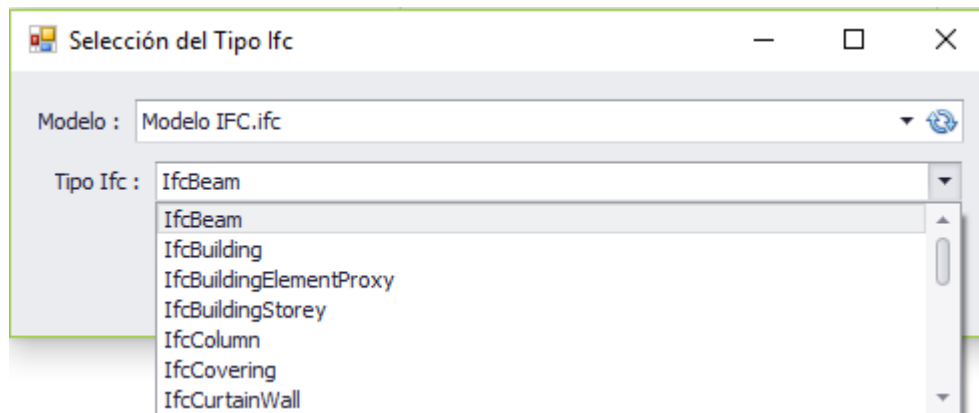 Selección del Tipo Ifc
Modelo : Modelo IFC.ifc
Tipo Ifc : IfcBeam
IfcBeam
IfcBuilding
IfcBuildingElementProxy
IfcBuildingStorey
IfcColumn
IfcCovering
IfcCurtainWall